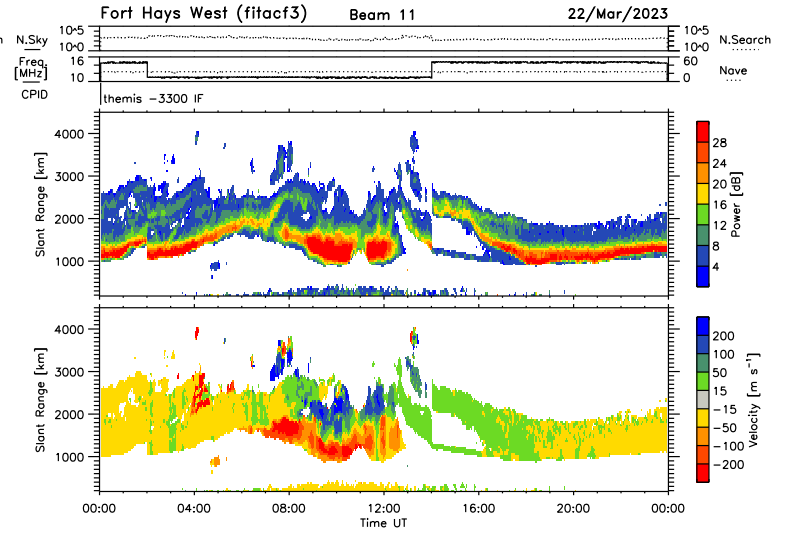 Fort Hays West (fitacf3) Beam 11 22/Mar/2023
N.Sky 10^5 10^0 10^5 10^0 N.Search
Freq. [MHz] 16 10 60 0 Nave
CPID themis -3300 IF
Slant Range [km]
4000
3000
2000
1000
28
24
20
16
12
8
4
Power [dB]
Slant Range [km]
4000
3000
2000
1000
200
100
50
15
-15
-50
-100
-200
Velocity [m s^-1]
00:00 04:00 08:00 12:00 16:00 20:00 00:00
Time UT